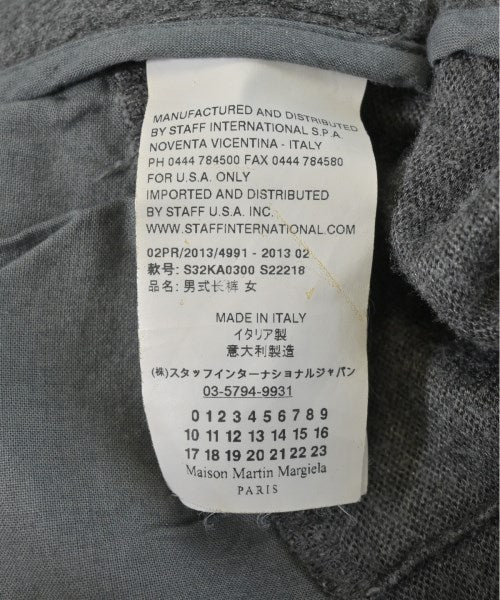 MANUFACTURED AND DISTRIBUTED
BY STAFF INTERNATIONAL S.P.A.
NOVENTA VICENTINA - ITALY
PH 0444 784500 FAX 0444 784580
FOR U.S.A. ONLY
IMPORTED AND DISTRIBUTED
BY STAFF U.S.A. INC.
WWW.STAFFINTERNATIONAL.COM
02PR/2013/4991 - 2013 02
款号: S32KA0300 S22218
品名: 男式长裤 女
MADE IN ITALY
イタリア製
意大利製造
(株)スタッフインターナショナルジャパン
03-5794-9931
0 1 2 3 4 5 6 7 8 9
10 11 12 13 14 15 16
17 18 19 20 21 22 23
Maison Martin Margiela
PARIS